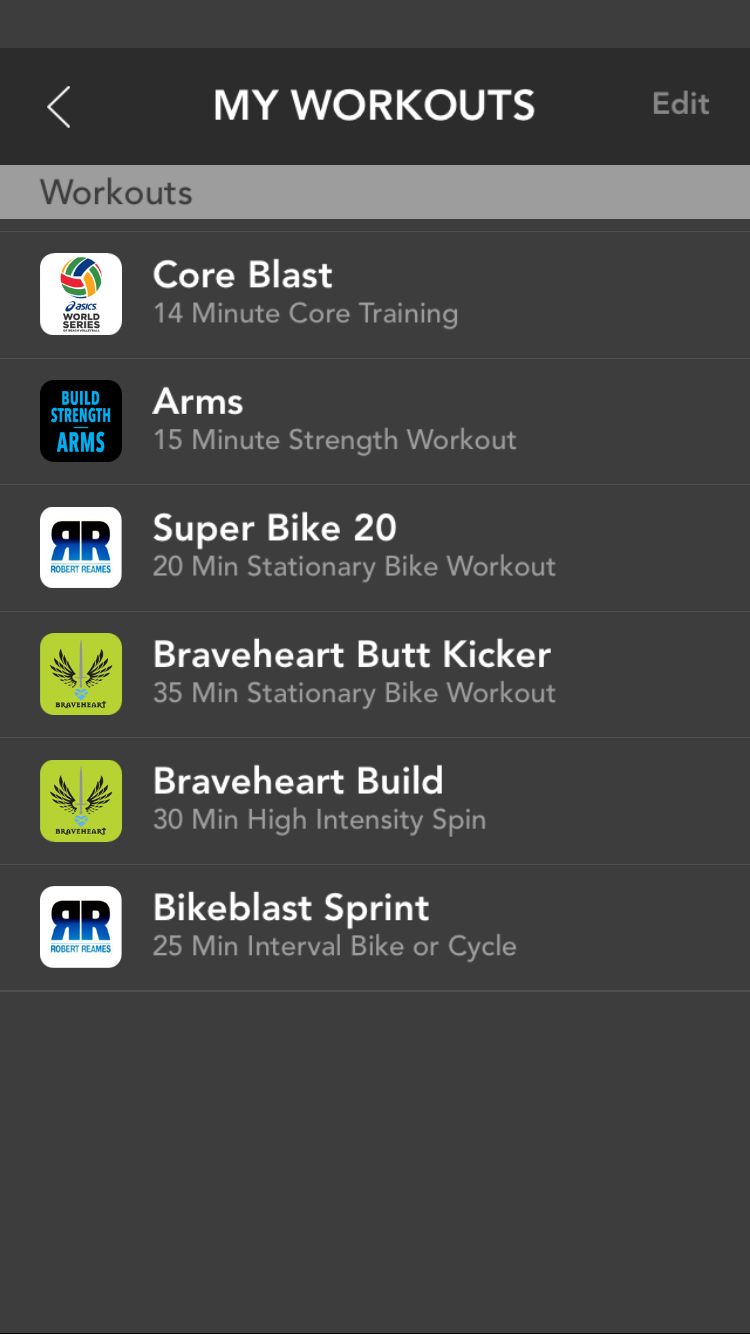 MY WORKOUTS
Edit
Workouts
asics
WORLD
SERIES
OF BEACH VOLLEYBALL
Core Blast
14 Minute Core Training
BUILD
STRENGTH
ARMS
Arms
15 Minute Strength Workout
RR
ROBERT REAMES
Super Bike 20
20 Min Stationary Bike Workout
BRAVEHEART
Braveheart Butt Kicker
35 Min Stationary Bike Workout
BRAVEHEART
Braveheart Build
30 Min High Intensity Spin
RR
ROBERT REAMES
Bikeblast Sprint
25 Min Interval Bike or Cycle